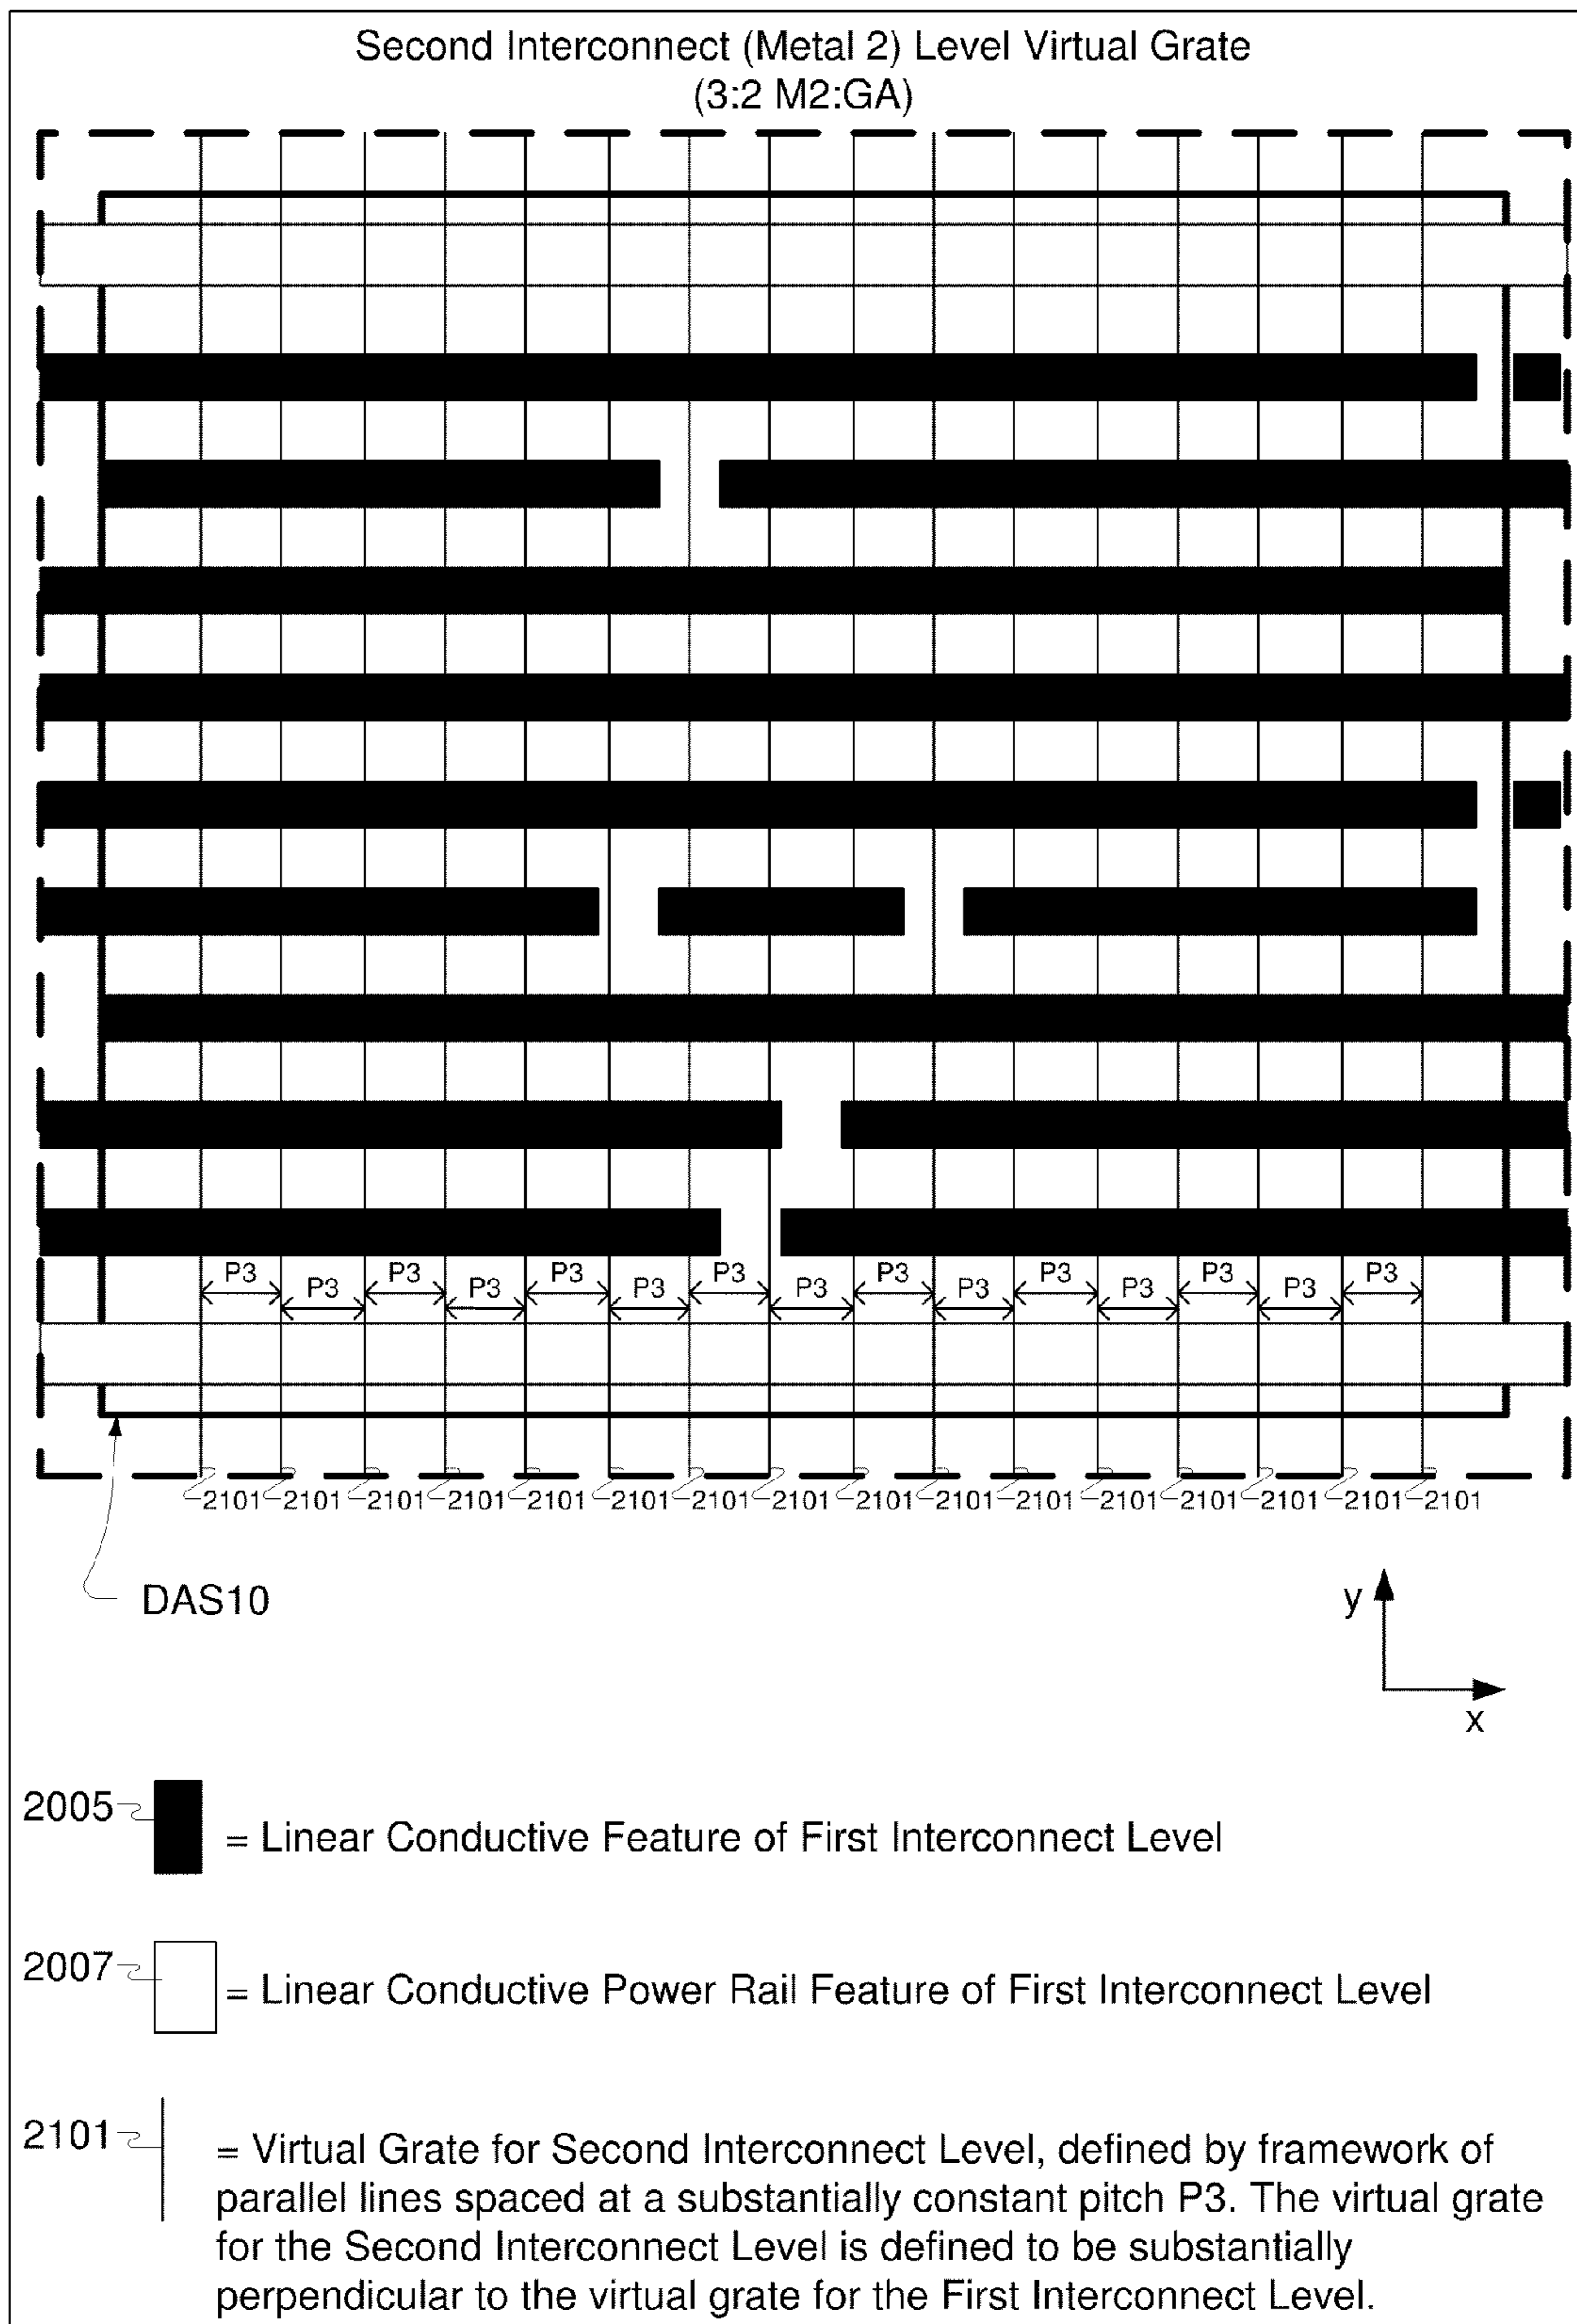 Second Interconnect (Metal 2) Level Virtual Grate
(3:2 M2:GA)
P3 P3 P3 P3 P3 P3 P3 P3 P3 P3 P3 P3 P3 P3 P3
2101 2101 2101 2101 2101 2101 2101 2101 2101 2101 2101 2101 2101 2101 2101 2101
DAS10
y
x
2005 = Linear Conductive Feature of First Interconnect Level
2007 = Linear Conductive Power Rail Feature of First Interconnect Level
2101 = Virtual Grate for Second Interconnect Level, defined by framework of
parallel lines spaced at a substantially constant pitch P3. The virtual grate
for the Second Interconnect Level is defined to be substantially
perpendicular to the virtual grate for the First Interconnect Level.